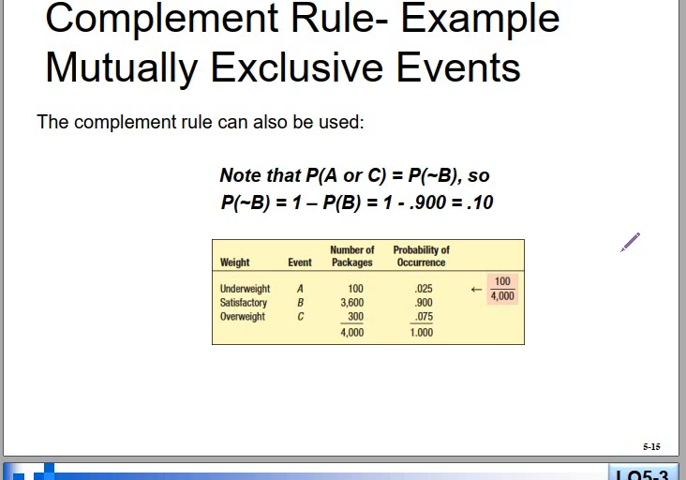 Complement Rule- Example
Mutually Exclusive Events
The complement rule can also be used:
Note that P(A or C) = P(~B), so
P(~B) = 1 – P(B) = 1 - .900 = .10
Weight Event Number of Packages Probability of Occurrence
Underweight A 100 .025 ← 100/4,000
Satisfactory B 3,600 .900
Overweight C 300 .075
4,000 1.000
5-15
LO5-3